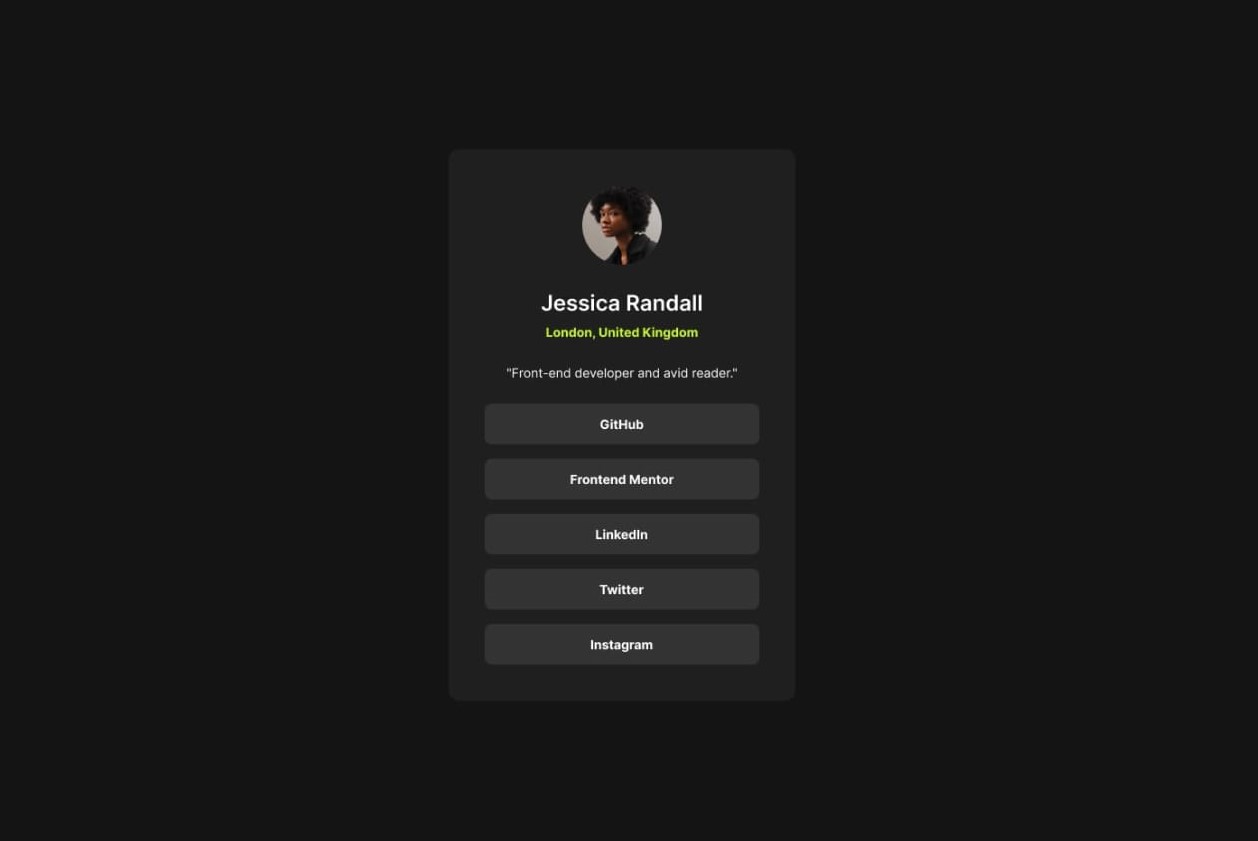 Jessica Randall
London, United Kingdom
"Front-end developer and avid reader."
GitHub
Frontend Mentor
LinkedIn
Twitter
Instagram